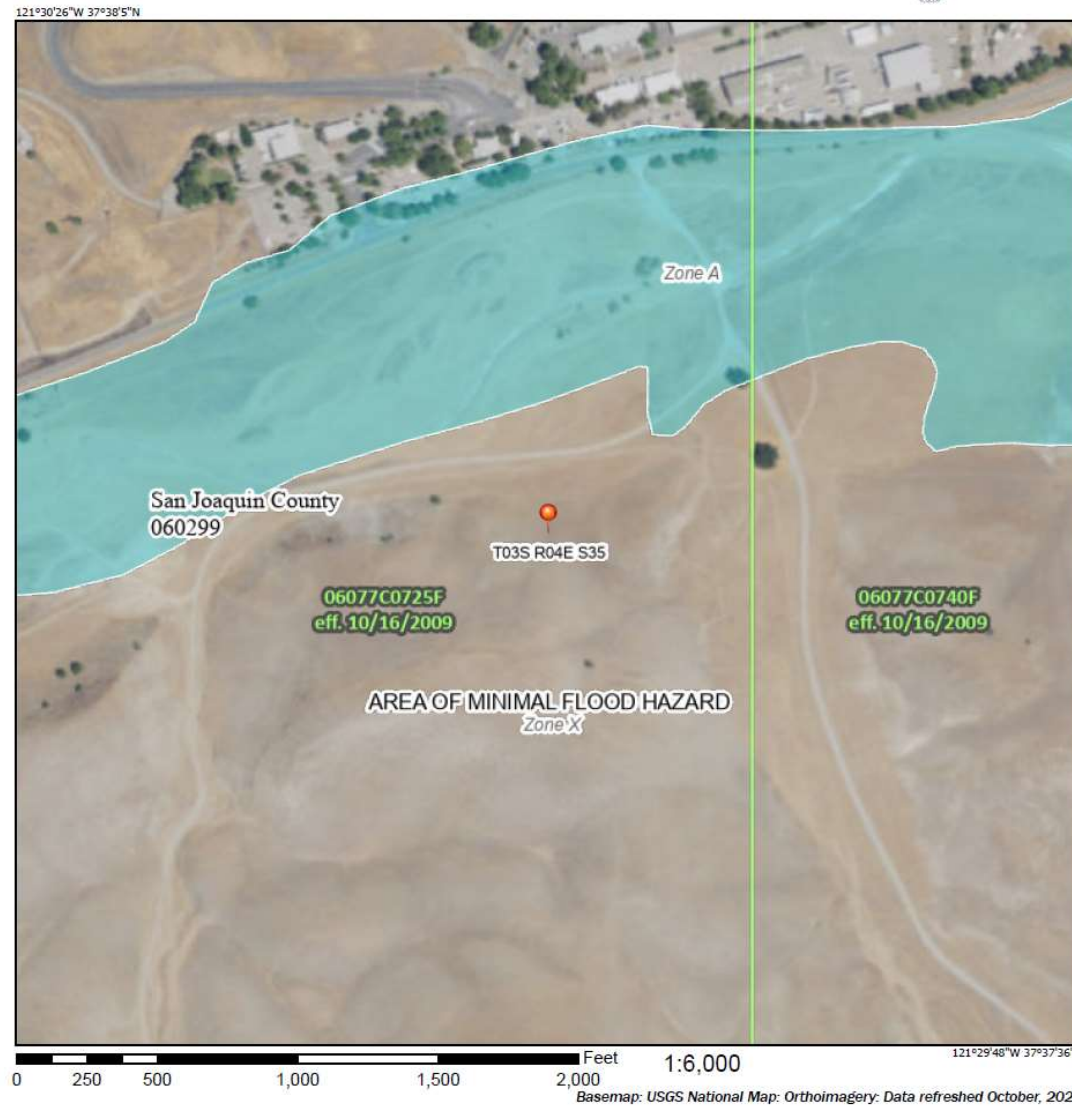 121°30'26"W 37°38'5"N
Zone A
San Joaquin County
060299
T03S R04E S35
06077C0725F
eff. 10/16/2009
06077C0740F
eff. 10/16/2009
AREA OF MINIMAL FLOOD HAZARD
Zone X
Feet
1:6,000
121°29'48"W 37°37'36"
0 250 500 1,000 1,500 2,000
Basemap: USGS National Map: Orthoimagery: Data refreshed October, 202